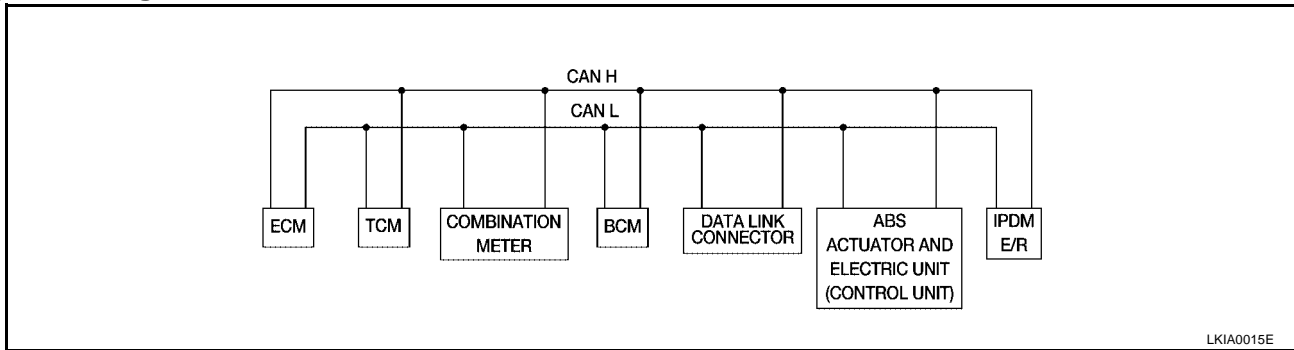 CAN H
CAN L
ECM
TCM
COMBINATION
METER
BCM
DATA LINK
CONNECTOR
ABS
ACTUATOR AND
ELECTRIC UNIT
(CONTROL UNIT)
IPDM
E/R
LKIA0015E